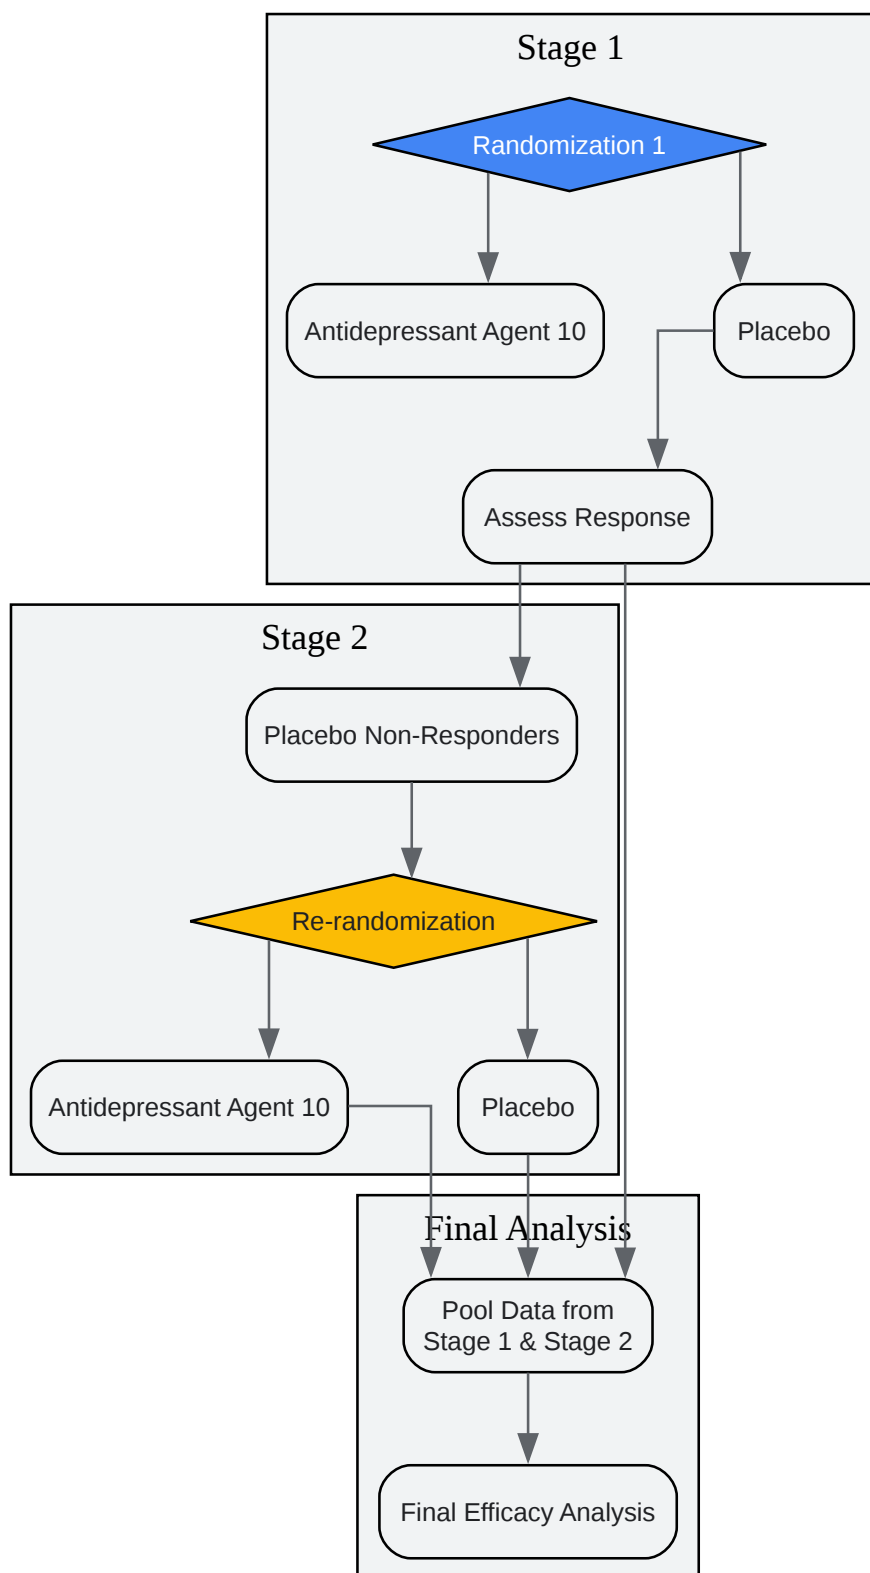 Stage 1
Randomization 1
Antidepressant Agent 10
Placebo
Assess Response
Stage 2
Placebo Non-Responders
Re-randomization
Antidepressant Agent 10
Placebo
Final Analysis
Pool Data from
Stage 1 & Stage 2
Final Efficacy Analysis